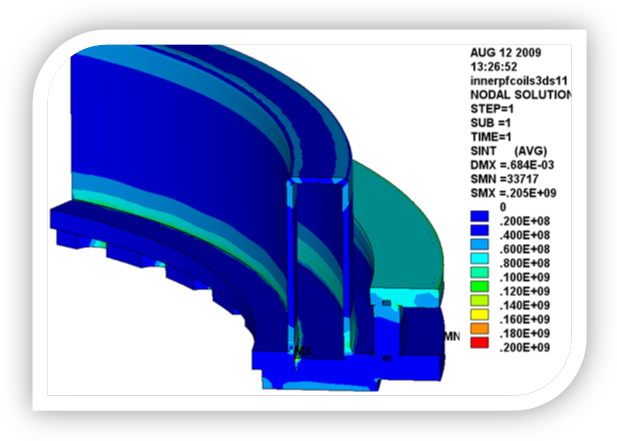 AUG 12 2009
13:26:52
innerpfcoils3ds11
NODAL SOLUTION
STEP=1
SUB =1
TIME=1
SINT (AVG)
DMX =.684E-03
SMN =33717
SMX =.205E+09
0
.200E+08
.400E+08
.600E+08
.800E+08
.100E+09
.120E+09
.140E+09
.160E+09
.180E+09
.200E+09
MN
MX